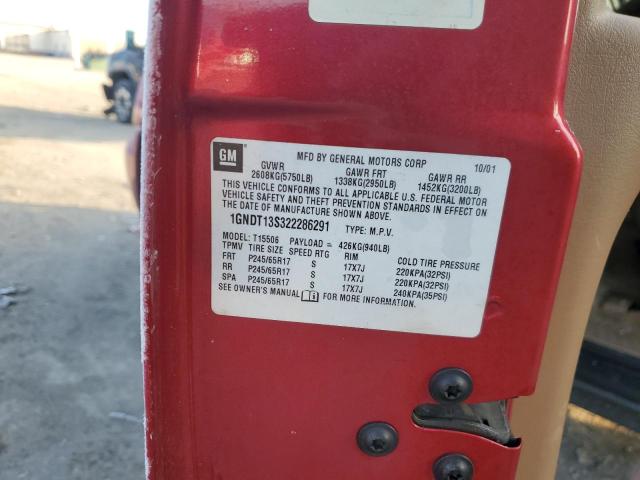 GM MFD BY GENERAL MOTORS CORP 10/01
GVWR GAWR FRT GAWR RR
2608KG(5750LB) 1338KG(2950LB) 1452KG(3200LB)
THIS VEHICLE CONFORMS TO ALL APPLICABLE U.S. FEDERAL MOTOR
VEHICLE SAFETY AND THEFT PREVENTION STANDARDS IN EFFECT ON
THE DATE OF MANUFACTURE SHOWN ABOVE.
1GNDT13S322286291 TYPE: M.P.V.
MODEL: T15506 PAYLOAD = 426KG(940LB)
TPMV TIRE SIZE SPEED RTG RIM COLD TIRE PRESSURE
FRT P245/65R17 S 17X7J 220KPA(32PSI)
RR P245/65R17 S 17X7J 220KPA(32PSI)
SPA P245/65R17 S 17X7J 240KPA(35PSI)
SEE OWNER'S MANUAL i FOR MORE INFORMATION.